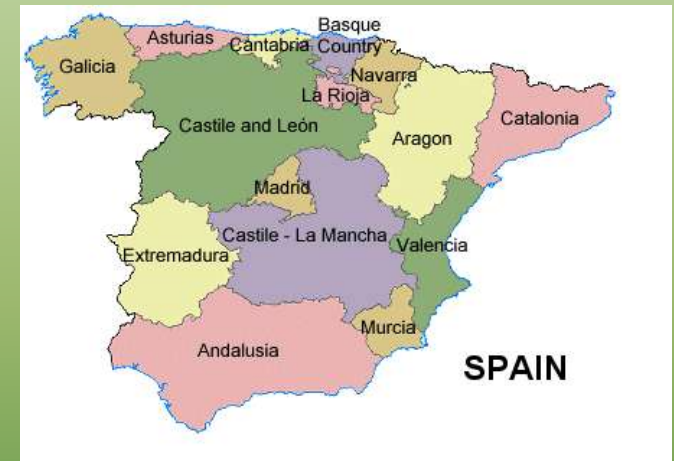 Basque
Country
Asturias
Cantabria
Galicia
Navarra
La Rioja
Castile and León
Aragon
Catalonia
Madrid
Castile - La Mancha
Valencia
Extremadura
Murcia
Andalusia
SPAIN